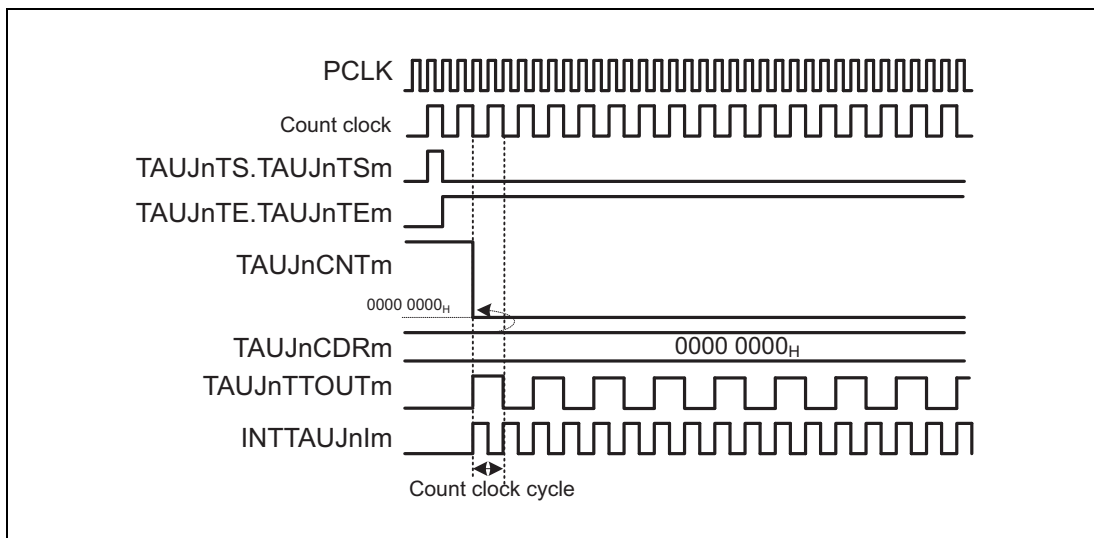 PCLK
Count clock
TAUJnTS.TAUJnTSm
TAUJnTE.TAUJnTEm
TAUJnCNTm
0000 0000H
TAUJnCDRm
0000 0000H
TAUJnTTOUTm
INTTAUJnIm
Count clock cycle